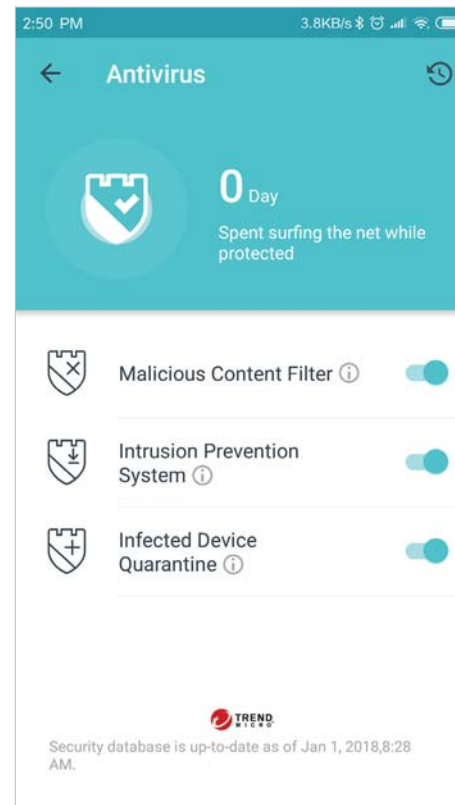 2:50 PM
3.8KB/s
Antivirus
0 Day
Spent surfing the net while
protected
Malicious Content Filter
Intrusion Prevention
System
Infected Device
Quarantine
TREND
MICRO
Security database is up-to-date as of Jan 1, 2018,8:28
AM.